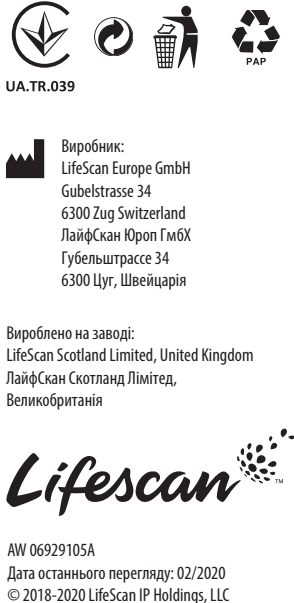 PAP
UA.TR.039
Виробник:
LifeScan Europe GmbH
Gubelstrasse 34
6300 Zug Switzerland
ЛайфСкан Юроп ГмбХ
Губельштрассе 34
6300 Цуг, Швейцарія
Вироблено на заводі:
LifeScan Scotland Limited, United Kingdom
ЛайфСкан Скотланд Лімітед,
Великобританія
Lifescan™
AW 06929105A
Дата останнього перегляду: 02/2020
© 2018-2020 LifeScan IP Holdings, LLC